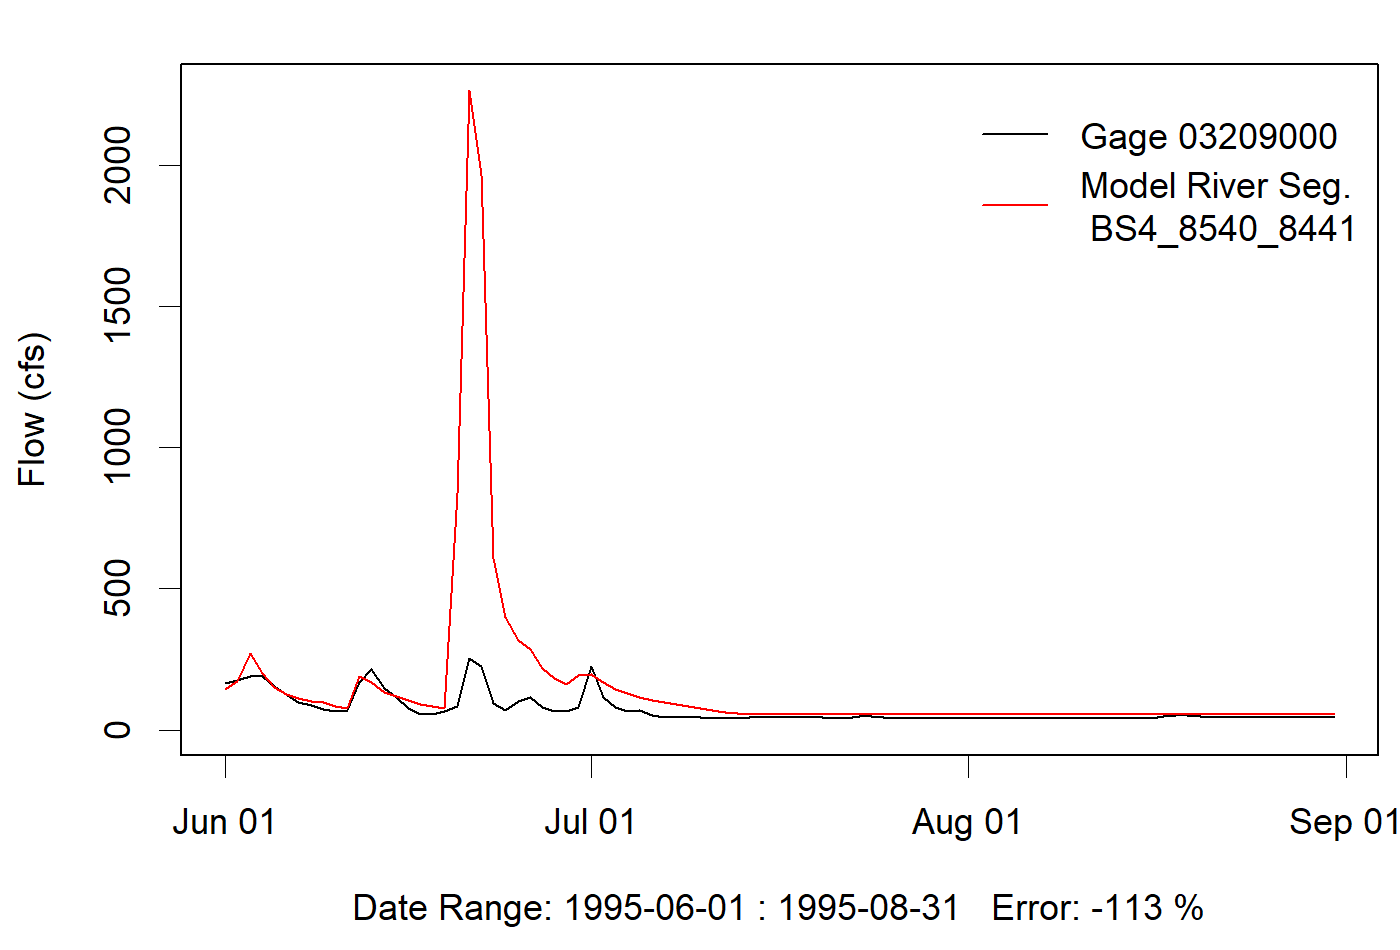 Gage 03209000
Model River Seg.
BS4_8540_8441
Flow (cfs)
2000
1500
1000
500
0
Jun 01 Jul 01 Aug 01 Sep 01
Date Range: 1995-06-01 : 1995-08-31 Error: -113 %